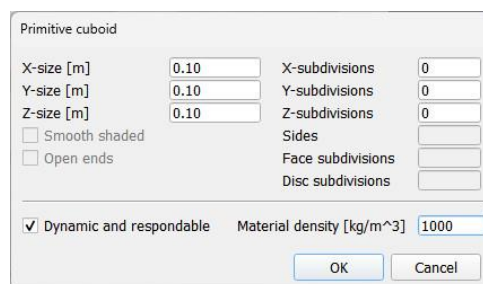 Primitive cuboid
X-size [m] 0.10 X-subdivisions 0
Y-size [m] 0.10 Y-subdivisions 0
Z-size [m] 0.10 Z-subdivisions 0
Smooth shaded Sides
Open ends Face subdivisions
Disc subdivisions
Dynamic and respondable Material density [kg/m^3] 1000
OK Cancel